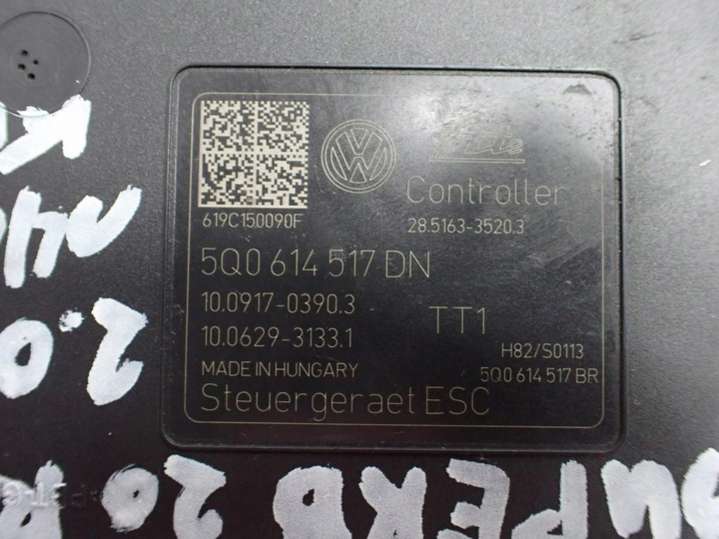 619C150090F
Controller
28.5163-3520.3
5Q0 614 517 DN
10.0917-0390.3
10.0629-3133.1
TT1
H82/S0113
MADE IN HUNGARY
5Q0 614 517 BR
Steuergeraet ESC
2.0